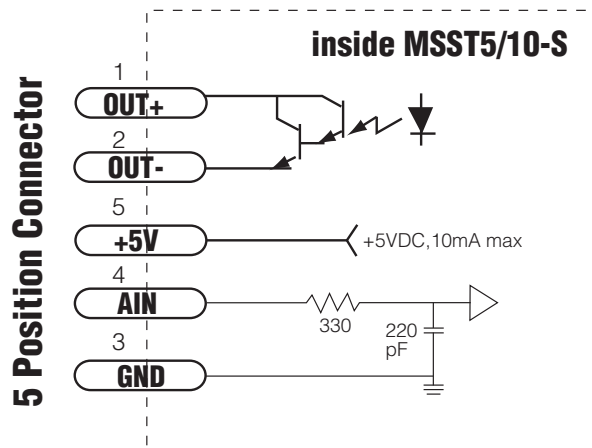 inside MSST5/10-S
5 Position Connector
1
OUT+
2
OUT-
5
+5V
+5VDC,10mA max
4
AIN
330
220
pF
3
GND